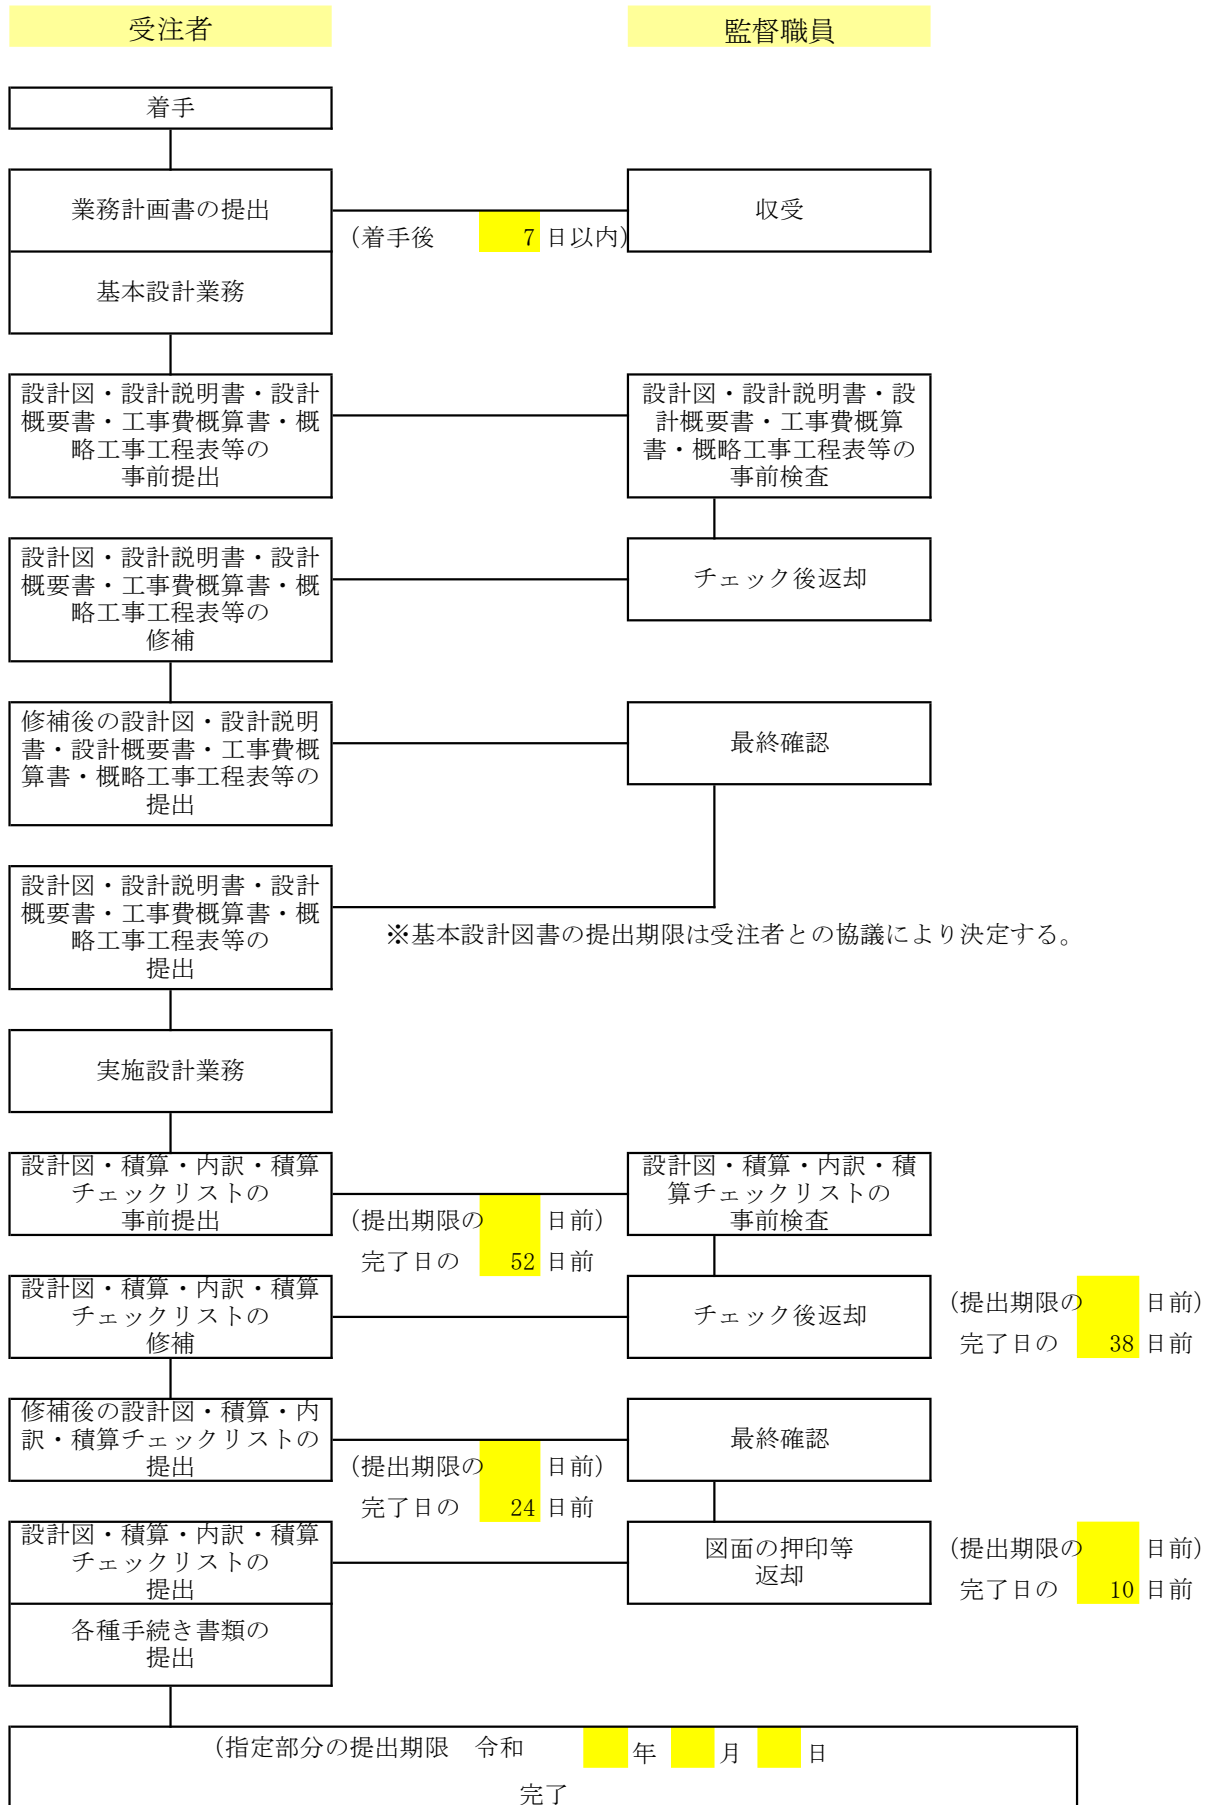 受注者
監督職員
着手
業務計画書の提出
収受
(着手後 7 日以内)
基本設計業務
設計図・設計説明書・設計
概要書・工事費概算書・概
略工事工程表等の
事前提出
設計図・設計説明書・設
計概要書・工事費概算
書・概略工事工程表等の
事前検査
設計図・設計説明書・設計
概要書・工事費概算書・概
略工事工程表等の
修補
チェック後返却
修補後の設計図・設計説明
書・設計概要書・工事費概
算書・概略工事工程表等の
提出
最終確認
設計図・設計説明書・設計
概要書・工事費概算書・概
略工事工程表等の
提出
※基本設計図書の提出期限は受注者との協議により決定する。
実施設計業務
設計図・積算・内訳・積算
チェックリストの
事前提出
(提出期限の 日前)
完了日の 52 日前
設計図・積算・内訳・積
算チェックリストの
事前検査
設計図・積算・内訳・積算
チェックリストの
修補
チェック後返却
(提出期限の 日前)
完了日の 38 日前
修補後の設計図・積算・内
訳・積算チェックリストの
提出
(提出期限の 日前)
完了日の 24 日前
最終確認
設計図・積算・内訳・積算
チェックリストの
提出
図面の押印等
返却
(提出期限の 日前)
完了日の 10 日前
各種手続き書類の
提出
(指定部分の提出期限 令和 年 月 日
完了